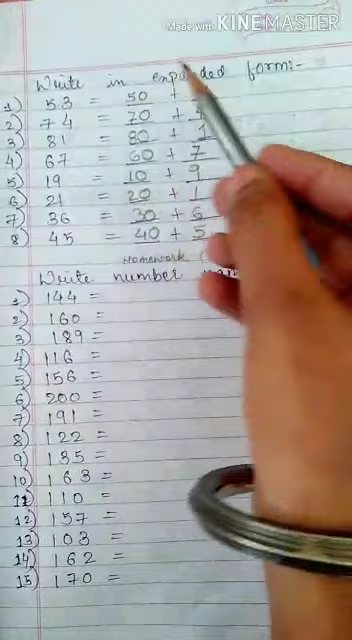 Made with KINEMASTER
Write in expanded form:-
1) 53 = 50 +
2) 74 = 70 + 4
3) 81 = 80 + 1
4) 67 = 60 + 7
5) 19 = 10 + 9
6) 21 = 20 + 1
7) 36 = 30 + 6
8) 45 = 40 + 5
Homework
Write number
1) 144 =
2) 160 =
3) 189 =
4) 116 =
5) 156 =
6) 200 =
7) 191 =
8) 122 =
9) 135 =
10) 163 =
11) 110 =
12) 157 =
13) 103 =
14) 162 =
15) 170 =